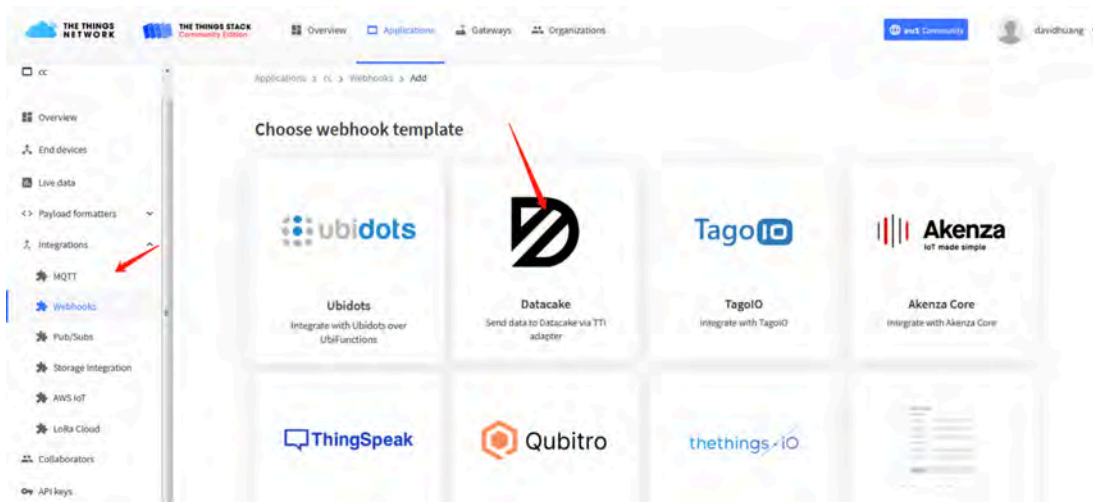 THE THINGS
NETWORK
THE THINGS STACK
Community Edition
Overview
Applications
Gateways
Organizations
eu1 Community
davidhuang
cc
Overview
End devices
Live data
<> Payload formatters
Integrations
MQTT
Webhooks
Pub/Subs
Storage Integration
AWS IoT
LoRa Cloud
Collaborators
API keys
Applications > cc > Webhooks > Add
Choose webhook template
ubidots
Ubidots
Integrate with Ubidots over
UbiFunctions
Datacake
Send data to Datacake via TTI
adapter
TagoIO
TagoIO
Integrate with TagoIO
Akenza
IoT made simple
Akenza Core
Integrate with Akenza Core
ThingSpeak
Qubitro
thethings.iO